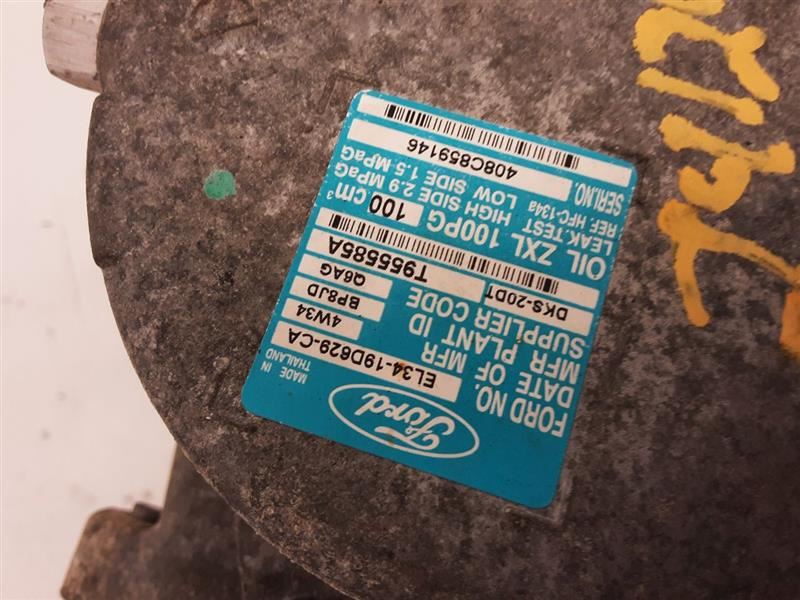 Ford
MADE IN
THAILAND
FORD NO. EL34-19D629-CA
DATE OF MFR 4W34
MFR PLANT ID BP8JD
SUPPLIER CODE Q6AG
DKS-20DT T955585A
OIL ZXL 100PG 100 cm³
LEAK.TEST HIGH SIDE 2.9 MPaG
REF. HFC-134a LOW SIDE 1.5 MPaG
SERI.NO. 408C859146